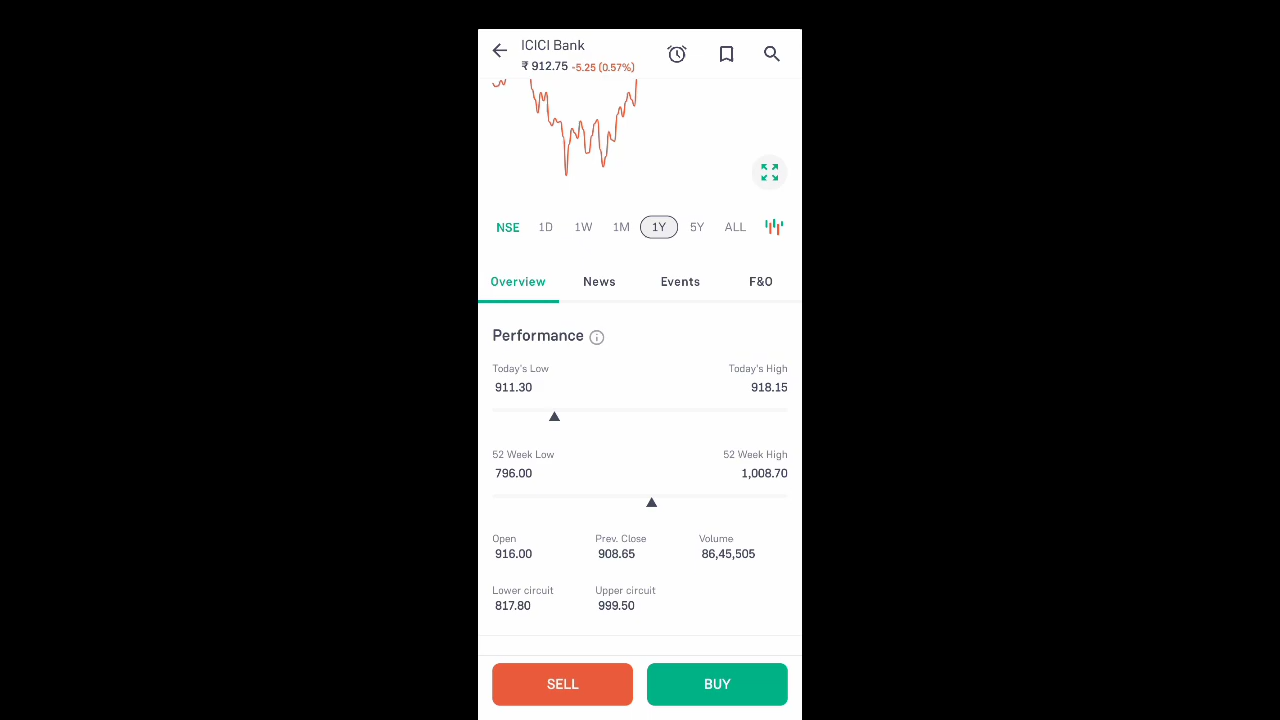 ICICI Bank
₹ 912.75 -5.25 (0.57%)
NSE 1D 1W 1M 1Y 5Y ALL
Overview News Events F&O
Performance
Today's Low Today's High
911.30 918.15
52 Week Low 52 Week High
796.00 1,008.70
Open Prev. Close Volume
916.00 908.65 86,45,505
Lower circuit Upper circuit
817.80 999.50
SELL BUY